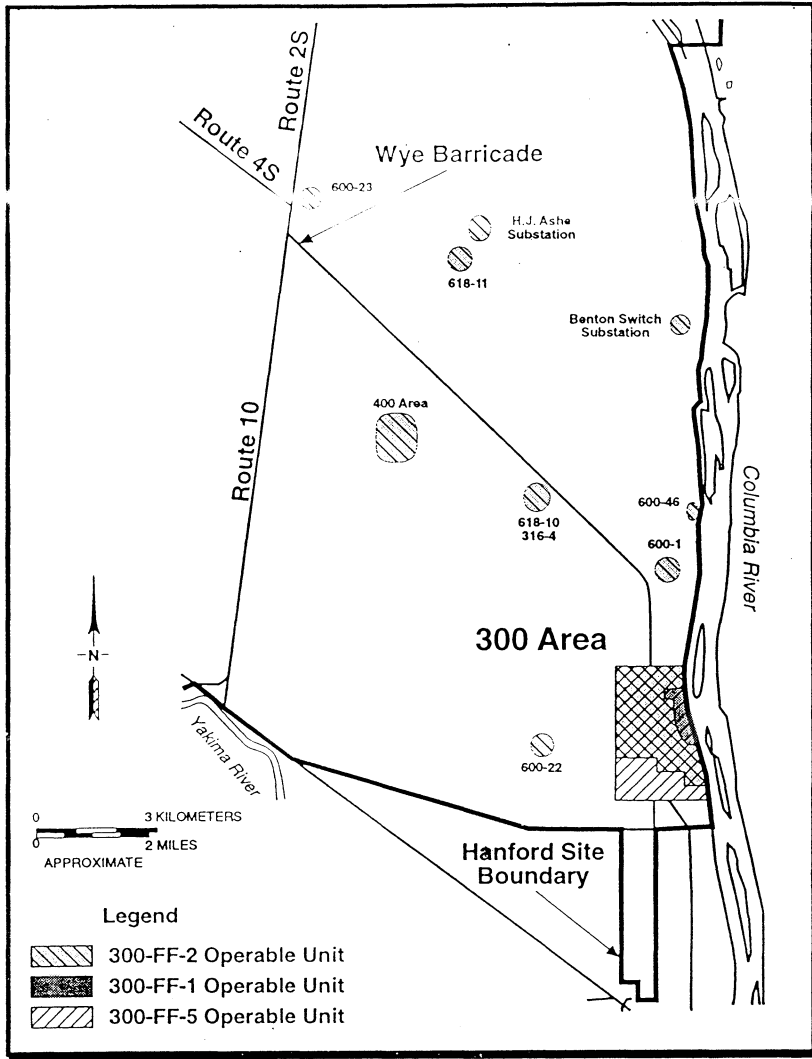 Route 2S
Route 4S
Wye Barricade
600-23
H.J. Ashe
Substation
618-11
Benton Switch
Substation
400 Area
Route 10
618-10
316-4
600-46
600-1
Columbia River
300 Area
-N-
Yakima River
600-22
0 3 KILOMETERS
0 2 MILES
APPROXIMATE
Hanford Site
Boundary
Legend
300-FF-2 Operable Unit
300-FF-1 Operable Unit
300-FF-5 Operable Unit